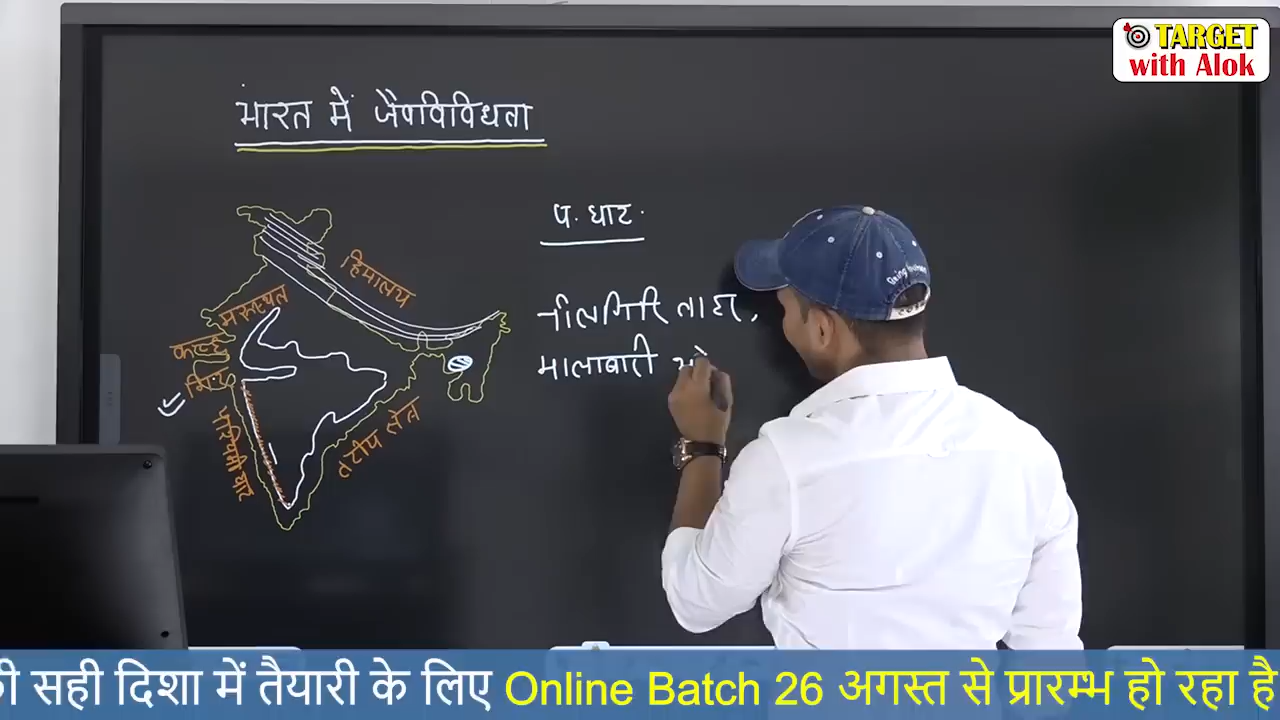 TARGET
with Alok
भारत में जैवविविधता
प. घाट.
हिमालय
मरुस्थल
कच्छ
गिर
पश्चिमी घाट
तटीय क्षेत्र
नीलगिरि ताहर,
मालाबारी
की सही दिशा में तैयारी के लिए Online Batch 26 अगस्त से प्रारम्भ हो रहा है